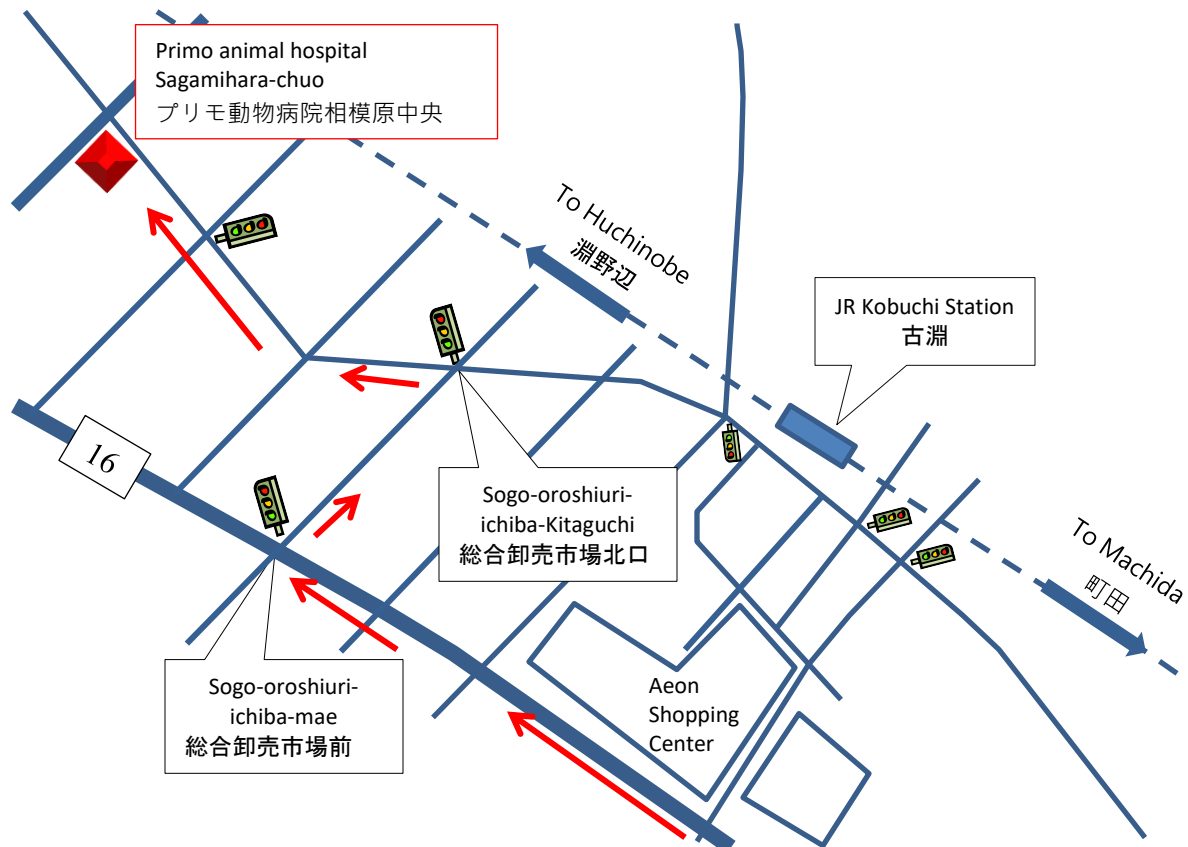 Primo animal hospital
Sagamihara-chuo
プリモ動物病院相模原中央
To Huchinobe
淵野辺
JR Kobuchi Station
古淵
16
Sogo-oroshiuri-
ichiba-Kitaguchi
総合卸売市場北口
To Machida
町田
Sogo-oroshiuri-
ichiba-mae
総合卸売市場前
Aeon
Shopping
Center